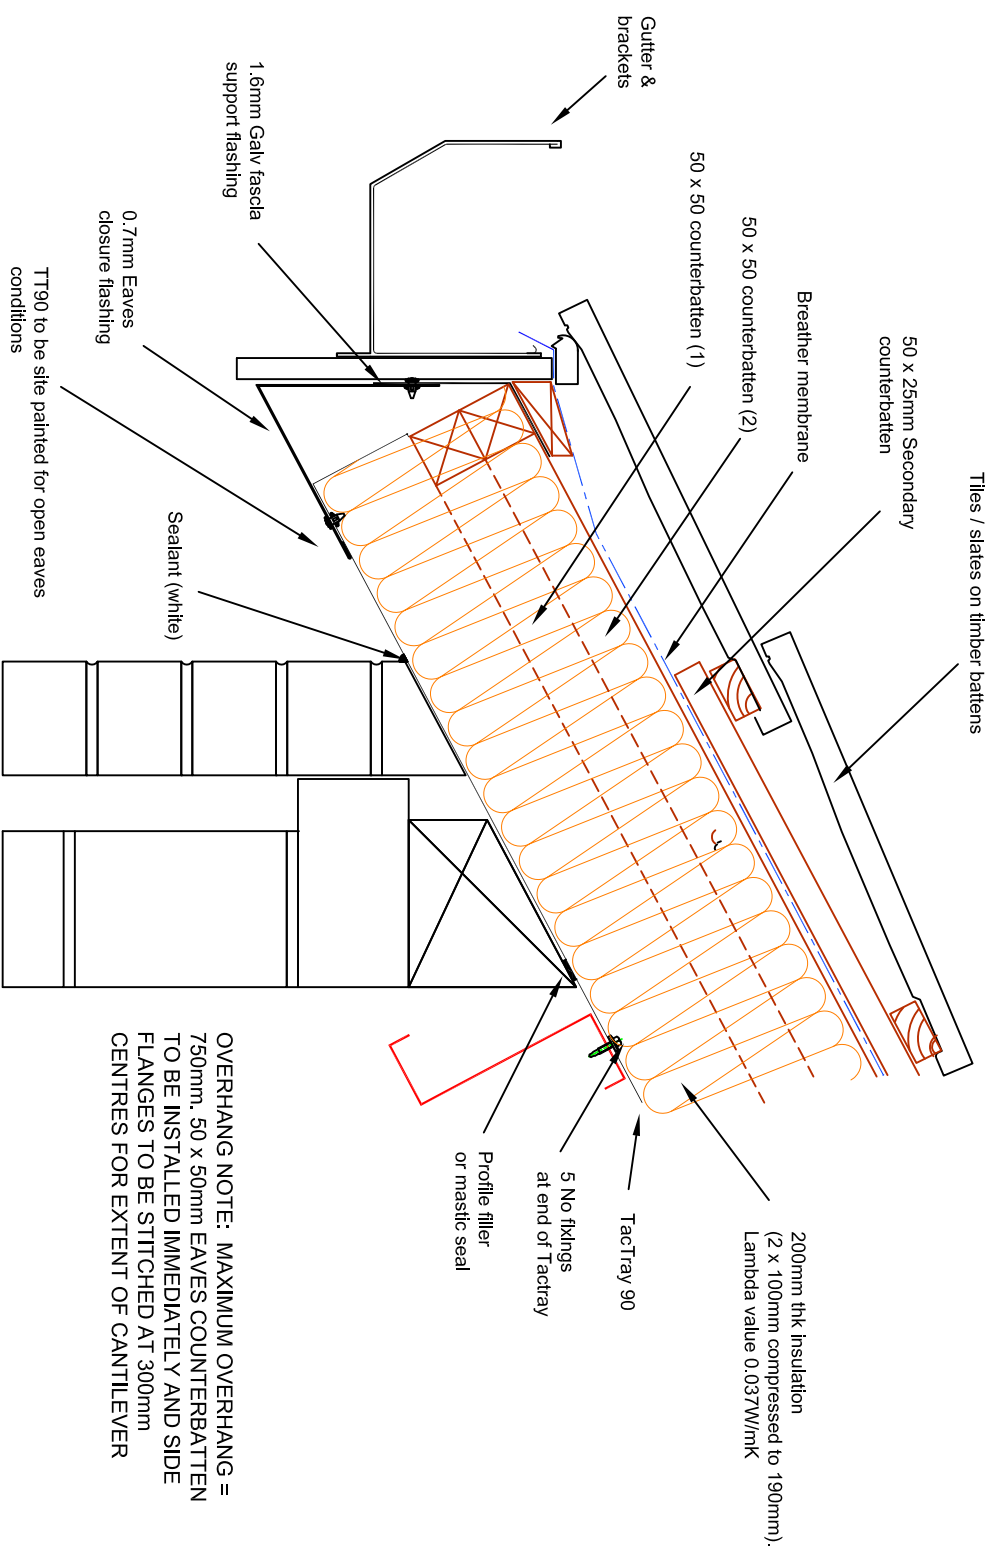 Gutter &
brackets
1.6mm Galv fascia
support flashing
0.7mm Eaves
closure flashing
TT90 to be site painted for open eaves
conditions
Sealant (white)
50 x 50 counterbatten (1)
50 x 50 counterbatten (2)
Breather membrane
50 x 25mm Secondary
counterbatten
Tiles / slates on timber battens
200mm thk insulation
(2 x 100mm compressed to 190mm).
Lambda value 0.037W/mK
TacTray 90
5 No fixings
at end of Tactray
Profile filler
or mastic seal
OVERHANG NOTE: MAXIMUM OVERHANG =
750mm. 50 x 50mm EAVES COUNTERBATTEN
TO BE INSTALLED IMMEDIATELY AND SIDE
FLANGES TO BE STITCHED AT 300mm
CENTRES FOR EXTENT OF CANTILEVER